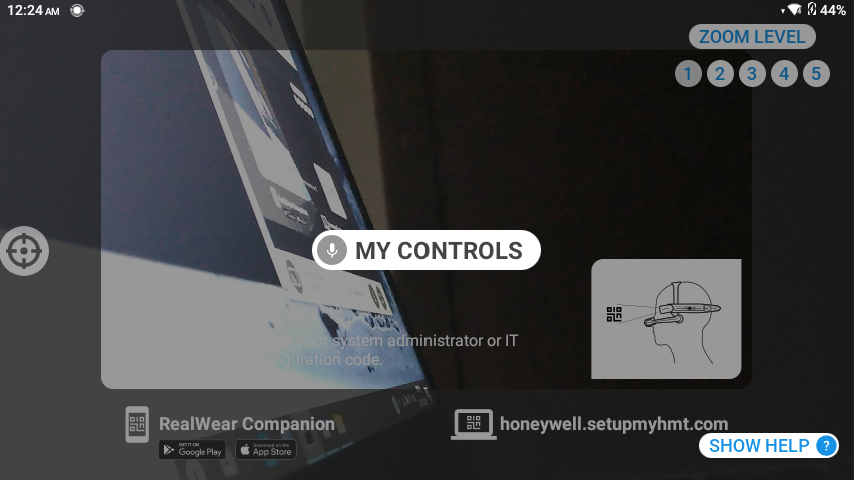 12:24 AM
44%
ZOOM LEVEL
1 2 3 4 5
MY CONTROLS
your system administrator or IT
code.
RealWear Companion
GET IT ON
Google Play
Download on the
App Store
honeywell.setupmyhmt.com
SHOW HELP ?